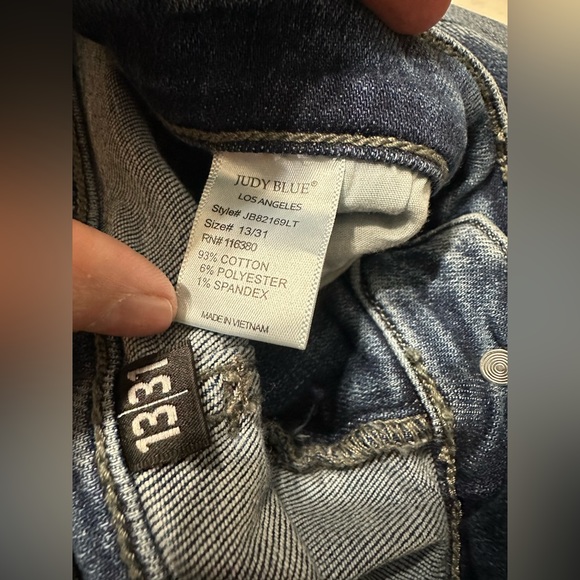 JUDY BLUE®
LOS ANGELES
Style# JB82169LT
Size# 13/31
RN# 116380
93% COTTON
6% POLYESTER
1% SPANDEX
MADE IN VIETNAM
13|31